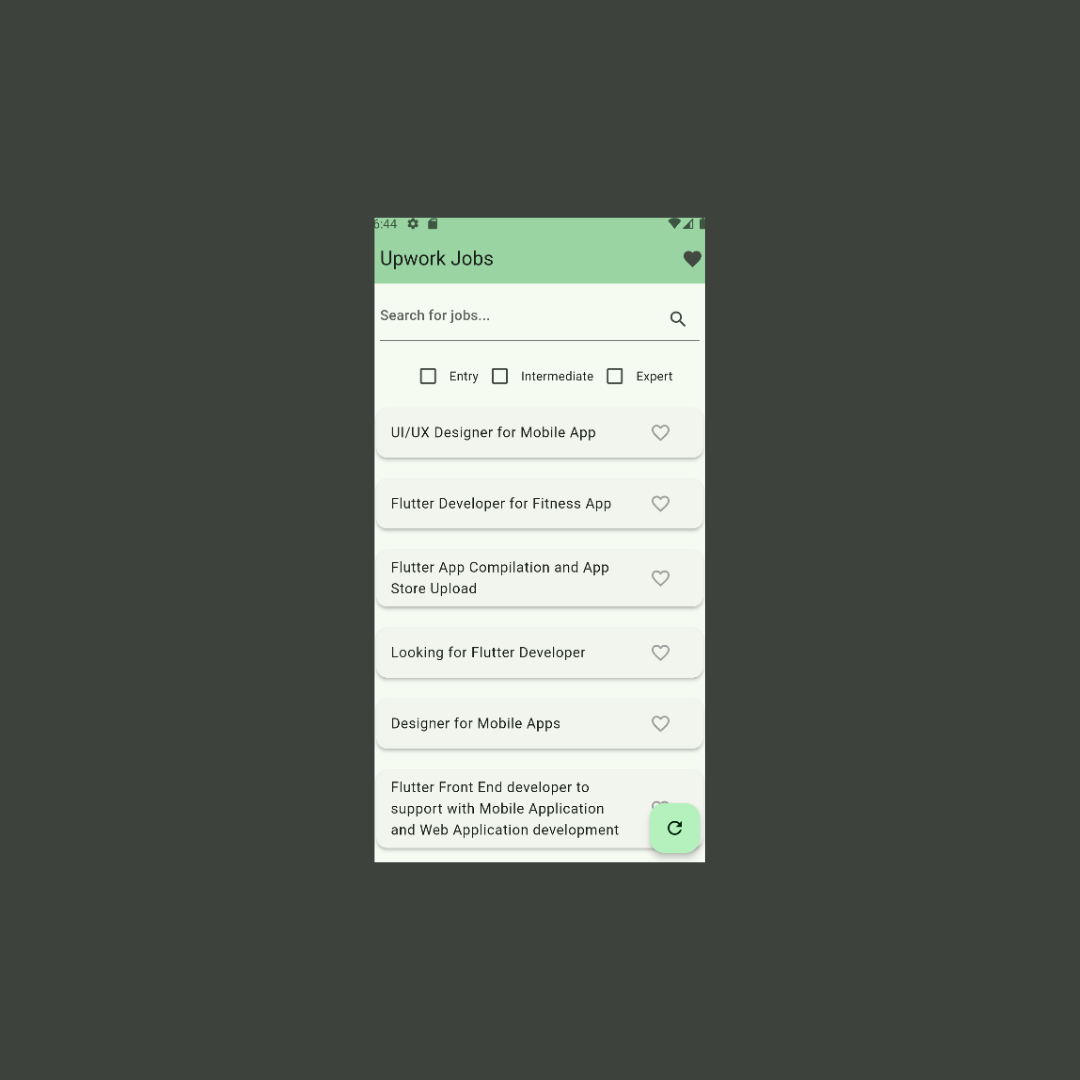 6:44
Upwork Jobs
Search for jobs...
Entry Intermediate Expert
UI/UX Designer for Mobile App
Flutter Developer for Fitness App
Flutter App Compilation and App
Store Upload
Looking for Flutter Developer
Designer for Mobile Apps
Flutter Front End developer to
support with Mobile Application
and Web Application development